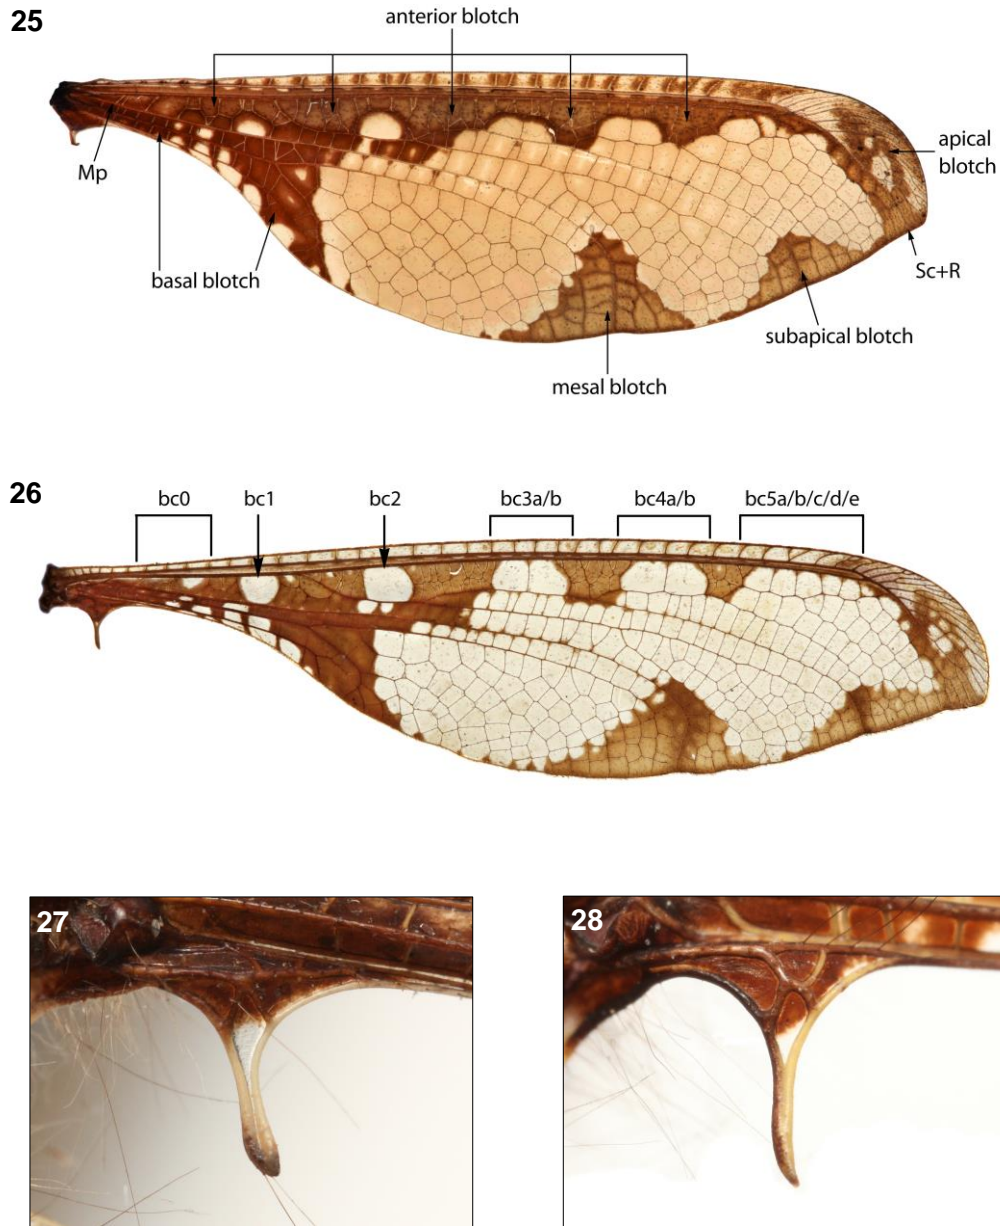 25
anterior blotch
apical
blotch
Mp
basal blotch
Sc+R
subapical blotch
mesal blotch
26
bc0 bc1 bc2 bc3a/b bc4a/b bc5a/b/c/d/e
27
28